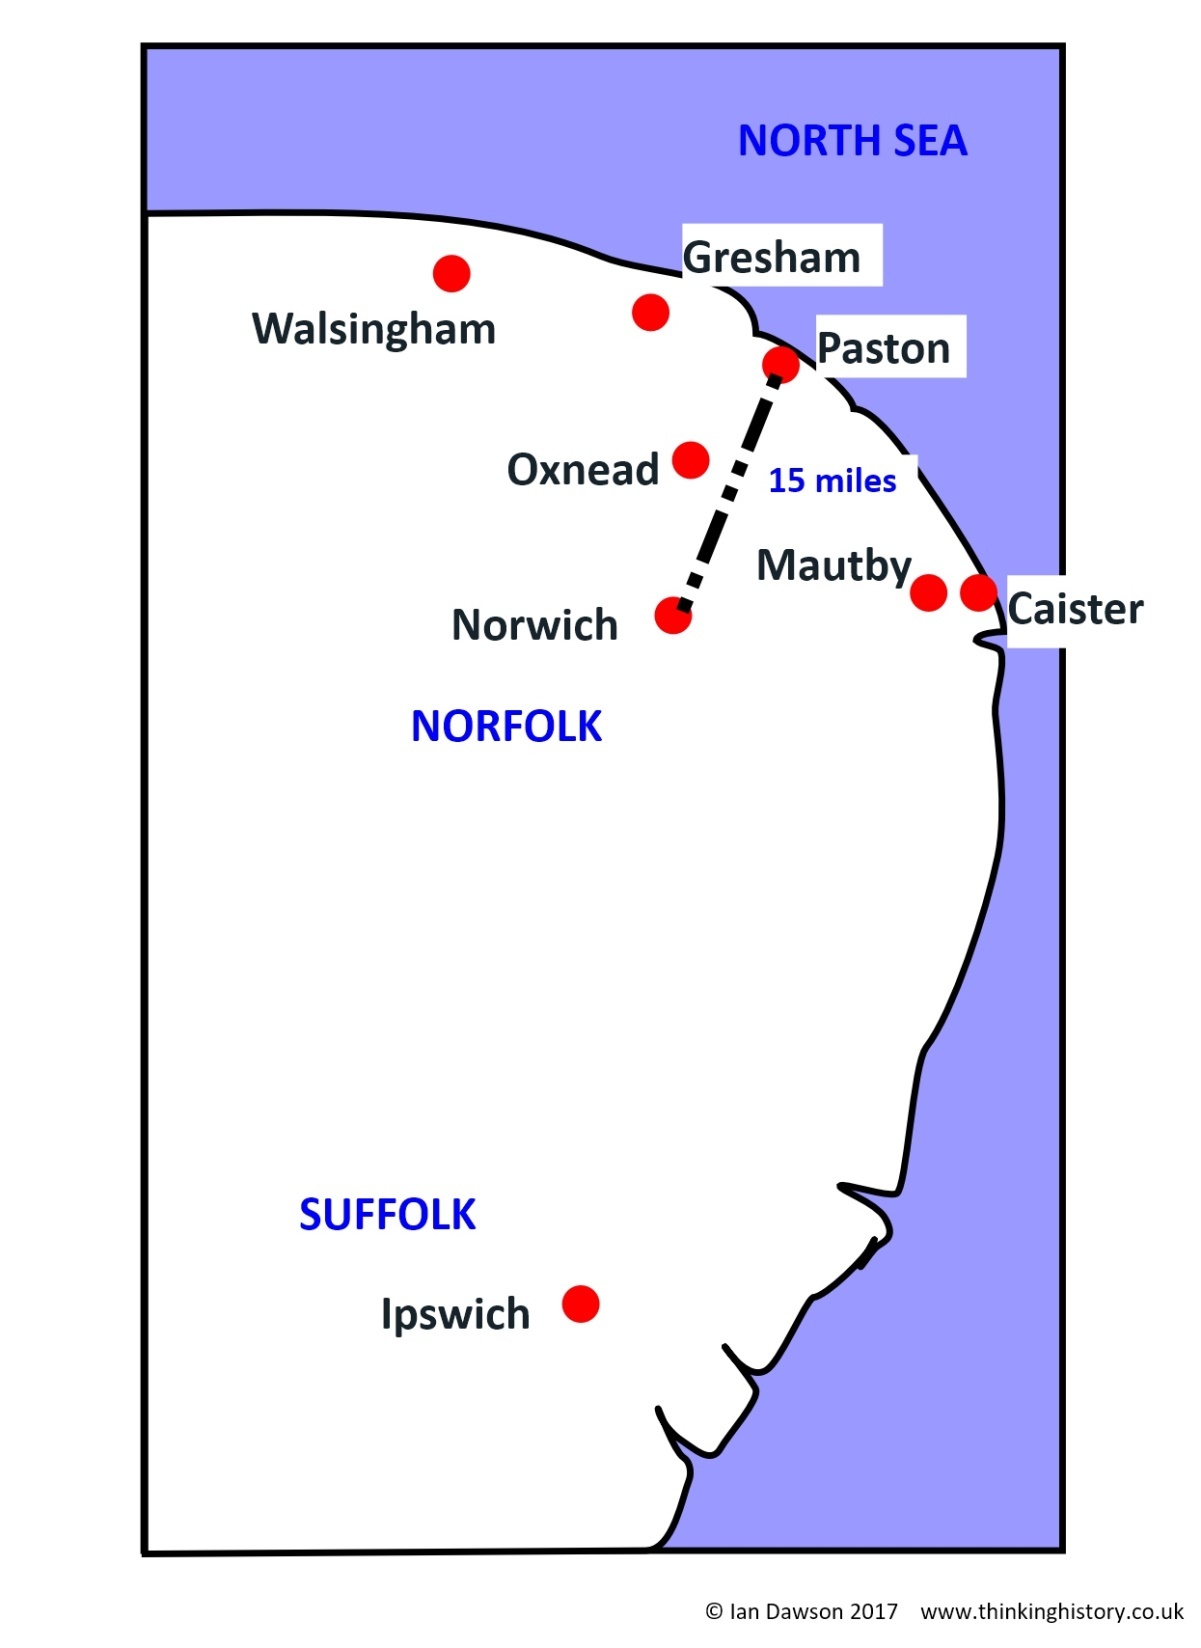 NORTH SEA
Gresham
Walsingham
Paston
Oxnead
15 miles
Mautby
Caister
Norwich
NORFOLK
SUFFOLK
Ipswich
© Ian Dawson 2017 www.thinkinghistory.co.uk